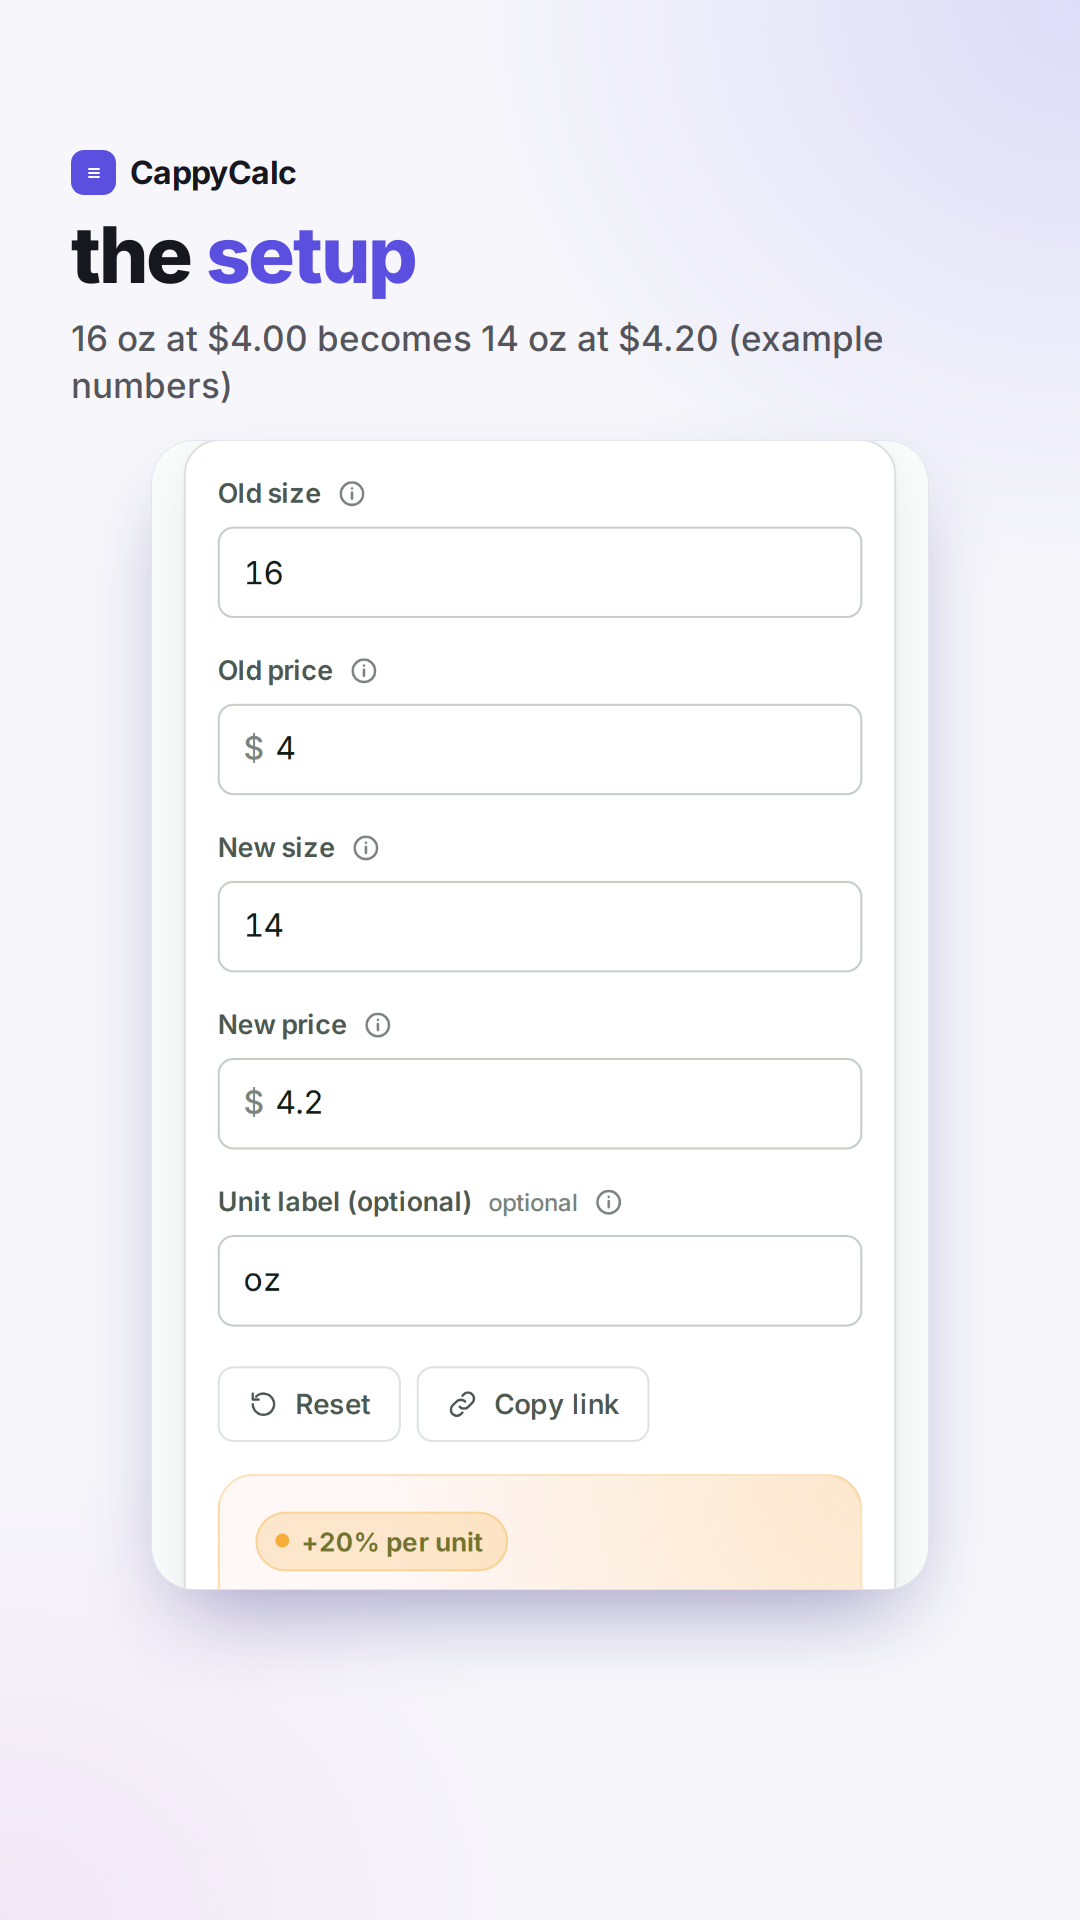 CappyCalc
the setup
16 oz at $4.00 becomes 14 oz at $4.20 (example
numbers)
Old size
16
Old price
$ 4
New size
14
New price
$ 4.2
Unit label (optional) optional
oz
Reset Copy link
+20% per unit